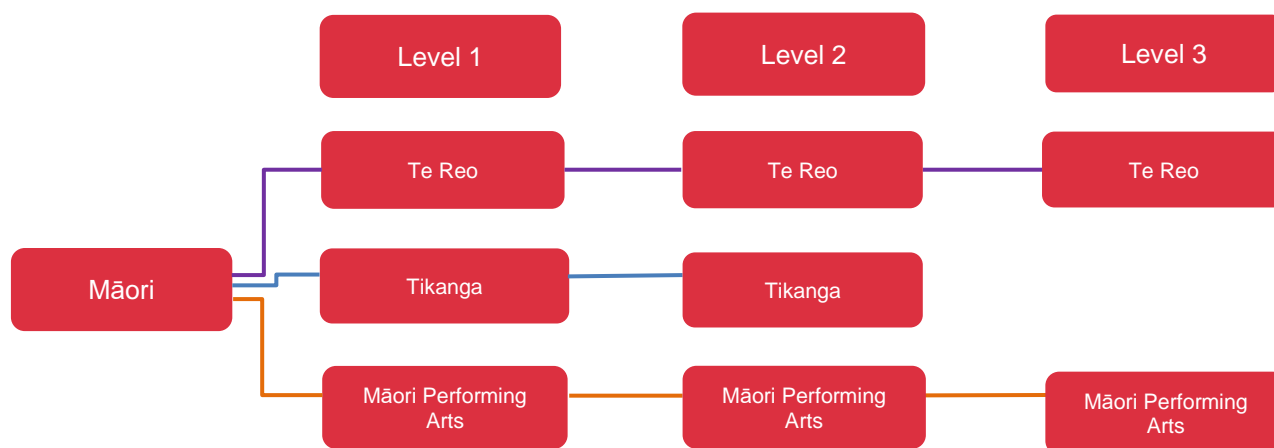 Level 1
Level 2
Level 3
Te Reo
Te Reo
Te Reo
Māori
Tikanga
Tikanga
Māori Performing
Arts
Māori Performing
Arts
Māori Performing
Arts